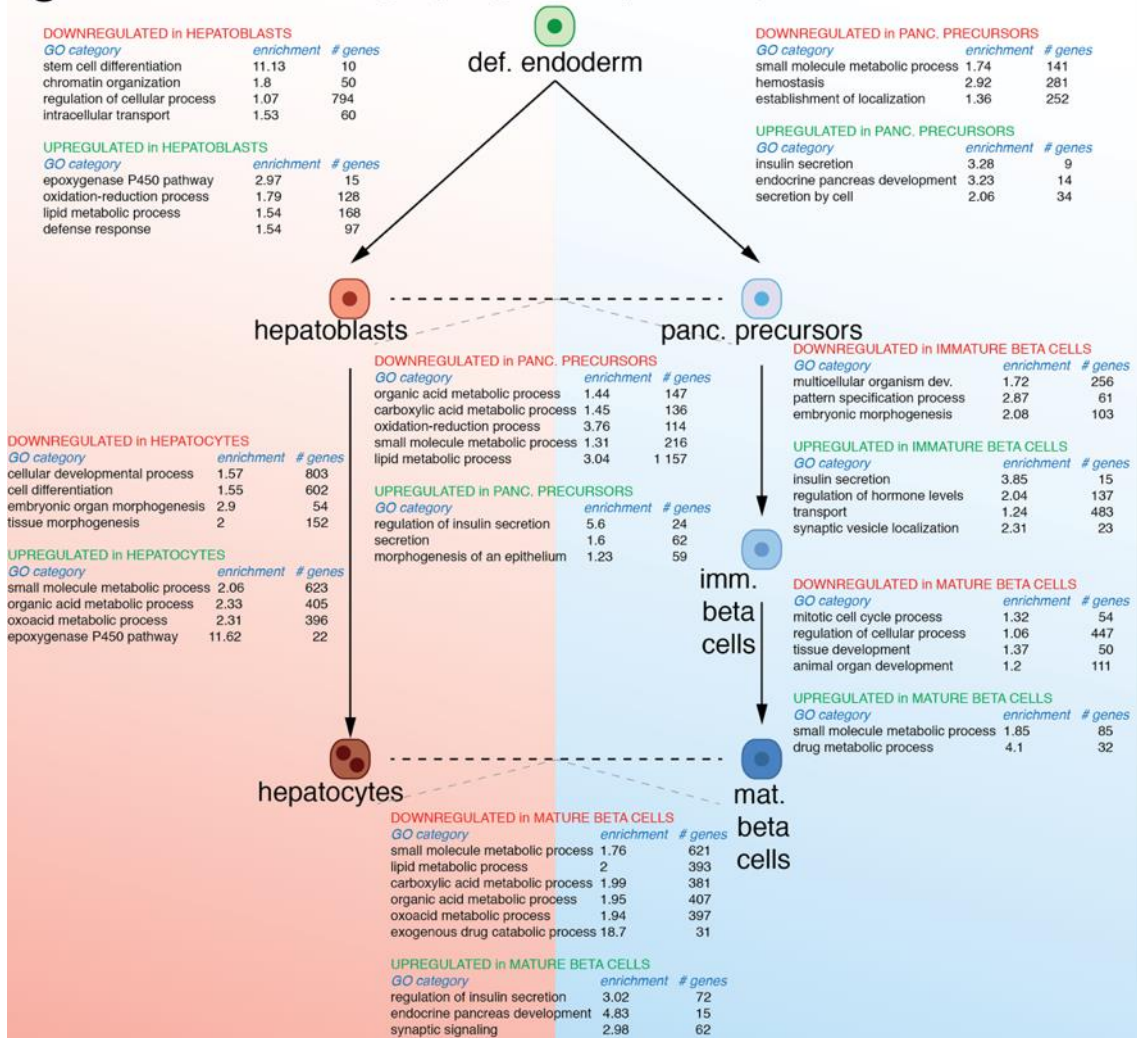 def. endoderm
DOWNREGULATED in HEPATOBLASTS
GO category enrichment # genes
stem cell differentiation 11.13 10
chromatin organization 1.8 50
regulation of cellular process 1.07 794
intracellular transport 1.53 60
UPREGULATED in HEPATOBLASTS
GO category enrichment # genes
epoxygenase P450 pathway 2.97 15
oxidation-reduction process 1.79 128
lipid metabolic process 1.54 168
defense response 1.54 97
DOWNREGULATED in PANC. PRECURSORS
GO category enrichment # genes
small molecule metabolic process 1.74 141
hemostasis 2.92 281
establishment of localization 1.36 252
UPREGULATED in PANC. PRECURSORS
GO category enrichment # genes
insulin secretion 3.28 9
endocrine pancreas development 3.23 14
secretion by cell 2.06 34
hepatoblasts
panc. precursors
DOWNREGULATED in PANC. PRECURSORS
GO category enrichment # genes
organic acid metabolic process 1.44 147
carboxylic acid metabolic process 1.45 136
oxidation-reduction process 3.76 114
small molecule metabolic process 1.31 216
lipid metabolic process 3.04 1 157
UPREGULATED in PANC. PRECURSORS
GO category enrichment # genes
regulation of insulin secretion 5.6 24
secretion 1.6 62
morphogenesis of an epithelium 1.23 59
DOWNREGULATED in IMMATURE BETA CELLS
GO category enrichment # genes
multicellular organism dev. 1.72 256
pattern specification process 2.87 61
embryonic morphogenesis 2.08 103
UPREGULATED in IMMATURE BETA CELLS
GO category enrichment # genes
insulin secretion 3.85 15
regulation of hormone levels 2.04 137
transport 1.24 483
synaptic vesicle localization 2.31 23
DOWNREGULATED in HEPATOCYTES
GO category enrichment # genes
cellular developmental process 1.57 803
cell differentiation 1.55 602
embryonic organ morphogenesis 2.9 54
tissue morphogenesis 2 152
UPREGULATED in HEPATOCYTES
GO category enrichment # genes
small molecule metabolic process 2.06 623
organic acid metabolic process 2.33 405
oxoacid metabolic process 2.31 396
epoxygenase P450 pathway 11.62 22
imm.
beta
cells
DOWNREGULATED in MATURE BETA CELLS
GO category enrichment # genes
mitotic cell cycle process 1.32 54
regulation of cellular process 1.06 447
tissue development 1.37 50
animal organ development 1.2 111
UPREGULATED in MATURE BETA CELLS
GO category enrichment # genes
small molecule metabolic process 1.85 85
drug metabolic process 4.1 32
hepatocytes
mat.
beta
cells
DOWNREGULATED in MATURE BETA CELLS
GO category enrichment # genes
small molecule metabolic process 1.76 621
lipid metabolic process 2 393
carboxylic acid metabolic process 1.99 381
organic acid metabolic process 1.95 407
oxoacid metabolic process 1.94 397
exogenous drug catabolic process 18.7 31
UPREGULATED in MATURE BETA CELLS
GO category enrichment # genes
regulation of insulin secretion 3.02 72
endocrine pancreas development 4.83 15
synaptic signaling 2.98 62